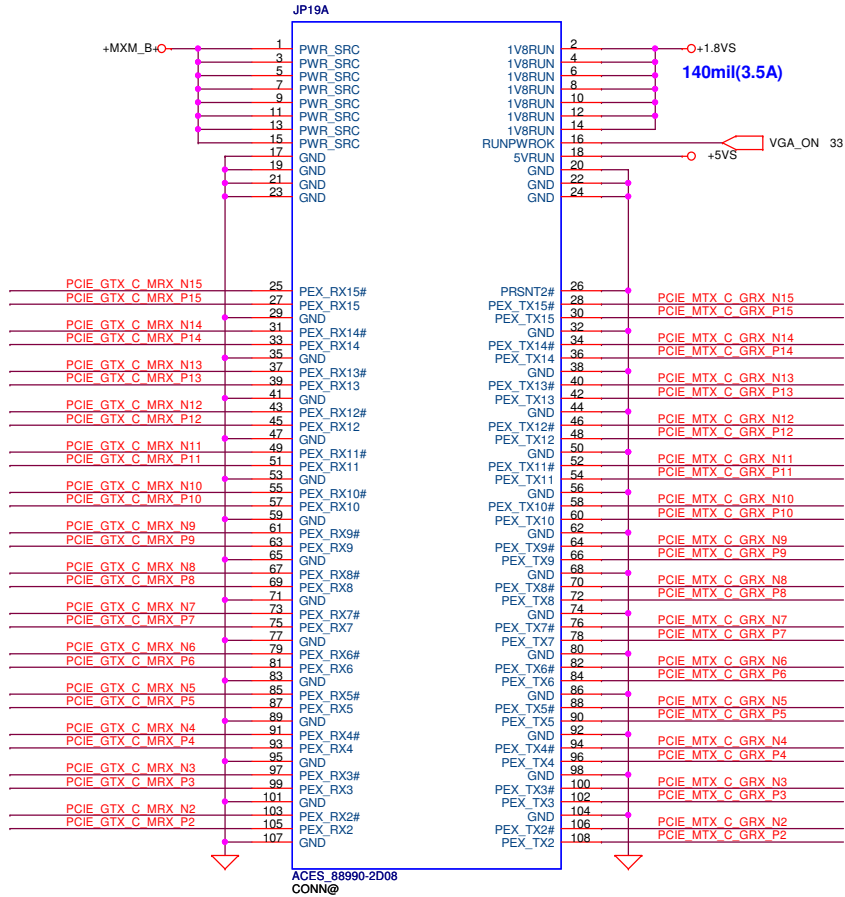 JP19A
+MXM_B+ 1 PWR_SRC 1V8RUN 2 +1.8VS
3 PWR_SRC 1V8RUN 4
5 PWR_SRC 1V8RUN 6 140mil(3.5A)
7 PWR_SRC 1V8RUN 8
9 PWR_SRC 1V8RUN 10
11 PWR_SRC 1V8RUN 12
13 PWR_SRC 1V8RUN 14
15 PWR_SRC RUNPWROK 16 VGA_ON 33
17 GND 5VRUN 18 +5VS
19 GND GND 20
21 GND GND 22
23 GND GND 24
PCIE_GTX_C_MRX_N15 25 PEX_RX15# PRSNT2# 26
PCIE_GTX_C_MRX_P15 27 PEX_RX15 PEX_TX15# 28 PCIE_MTX_C_GRX_N15
29 GND PEX_TX15 30 PCIE_MTX_C_GRX_P15
PCIE_GTX_C_MRX_N14 31 PEX_RX14# GND 32
PCIE_GTX_C_MRX_P14 33 PEX_RX14 PEX_TX14# 34 PCIE_MTX_C_GRX_N14
35 GND PEX_TX14 36 PCIE_MTX_C_GRX_P14
PCIE_GTX_C_MRX_N13 37 PEX_RX13# GND 38
PCIE_GTX_C_MRX_P13 39 PEX_RX13 PEX_TX13# 40 PCIE_MTX_C_GRX_N13
41 GND PEX_TX13 42 PCIE_MTX_C_GRX_P13
PCIE_GTX_C_MRX_N12 43 PEX_RX12# GND 44
PCIE_GTX_C_MRX_P12 45 PEX_RX12 PEX_TX12# 46 PCIE_MTX_C_GRX_N12
47 GND PEX_TX12 48 PCIE_MTX_C_GRX_P12
PCIE_GTX_C_MRX_N11 49 PEX_RX11# GND 50
PCIE_GTX_C_MRX_P11 51 PEX_RX11 PEX_TX11# 52 PCIE_MTX_C_GRX_N11
53 GND PEX_TX11 54 PCIE_MTX_C_GRX_P11
PCIE_GTX_C_MRX_N10 55 PEX_RX10# GND 56
PCIE_GTX_C_MRX_P10 57 PEX_RX10 PEX_TX10# 58 PCIE_MTX_C_GRX_N10
59 GND PEX_TX10 60 PCIE_MTX_C_GRX_P10
PCIE_GTX_C_MRX_N9 61 PEX_RX9# GND 62
PCIE_GTX_C_MRX_P9 63 PEX_RX9 PEX_TX9# 64 PCIE_MTX_C_GRX_N9
65 GND PEX_TX9 66 PCIE_MTX_C_GRX_P9
PCIE_GTX_C_MRX_N8 67 PEX_RX8# GND 68
PCIE_GTX_C_MRX_P8 69 PEX_RX8 PEX_TX8# 70 PCIE_MTX_C_GRX_N8
71 GND PEX_TX8 72 PCIE_MTX_C_GRX_P8
PCIE_GTX_C_MRX_N7 73 PEX_RX7# GND 74
PCIE_GTX_C_MRX_P7 75 PEX_RX7 PEX_TX7# 76 PCIE_MTX_C_GRX_N7
77 GND PEX_TX7 78 PCIE_MTX_C_GRX_P7
PCIE_GTX_C_MRX_N6 79 PEX_RX6# GND 80
PCIE_GTX_C_MRX_P6 81 PEX_RX6 PEX_TX6# 82 PCIE_MTX_C_GRX_N6
83 GND PEX_TX6 84 PCIE_MTX_C_GRX_P6
PCIE_GTX_C_MRX_N5 85 PEX_RX5# GND 86
PCIE_GTX_C_MRX_P5 87 PEX_RX5 PEX_TX5# 88 PCIE_MTX_C_GRX_N5
89 GND PEX_TX5 90 PCIE_MTX_C_GRX_P5
PCIE_GTX_C_MRX_N4 91 PEX_RX4# GND 92
PCIE_GTX_C_MRX_P4 93 PEX_RX4 PEX_TX4# 94 PCIE_MTX_C_GRX_N4
95 GND PEX_TX4 96 PCIE_MTX_C_GRX_P4
PCIE_GTX_C_MRX_N3 97 PEX_RX3# GND 98
PCIE_GTX_C_MRX_P3 99 PEX_RX3 PEX_TX3# 100 PCIE_MTX_C_GRX_N3
101 GND PEX_TX3 102 PCIE_MTX_C_GRX_P3
PCIE_GTX_C_MRX_N2 103 PEX_RX2# GND 104
PCIE_GTX_C_MRX_P2 105 PEX_RX2 PEX_TX2# 106 PCIE_MTX_C_GRX_N2
107 GND PEX_TX2 108 PCIE_MTX_C_GRX_P2
ACES_88990-2D08
CONN@